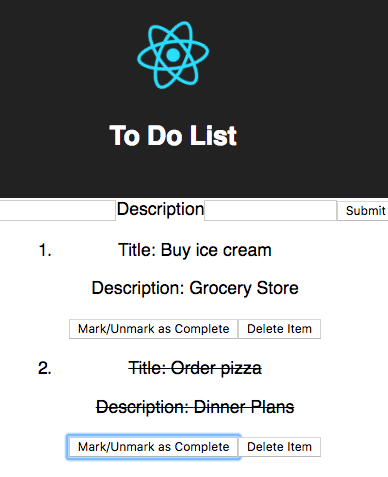 To Do List
Description Submit
1. Title: Buy ice cream
Description: Grocery Store
Mark/Unmark as Complete Delete Item
2. Title: Order pizza
Description: Dinner Plans
Mark/Unmark as Complete Delete Item